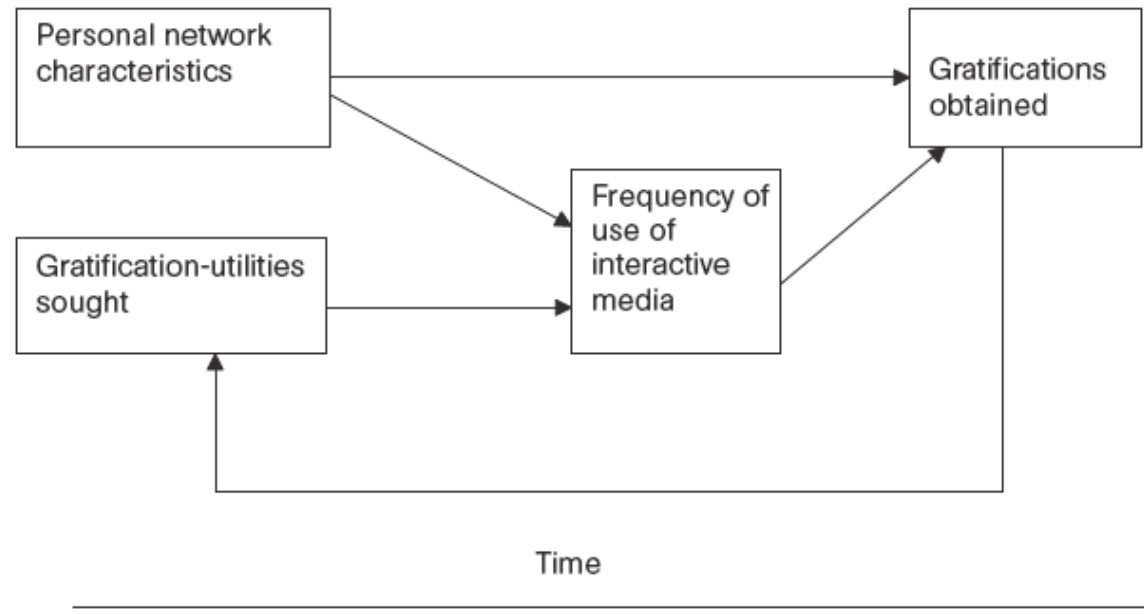 Personal network
characteristics
Gratifications
obtained
Frequency of
use of
interactive
media
Gratification-utilities
sought
Time